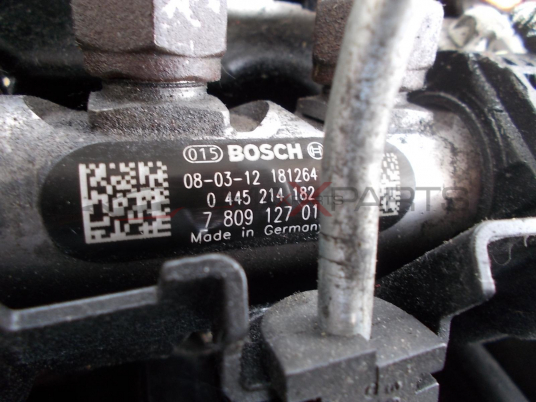 015 BOSCH
08-03-12 181264
0 445 214 182
7 809 127 01
Made in Germany